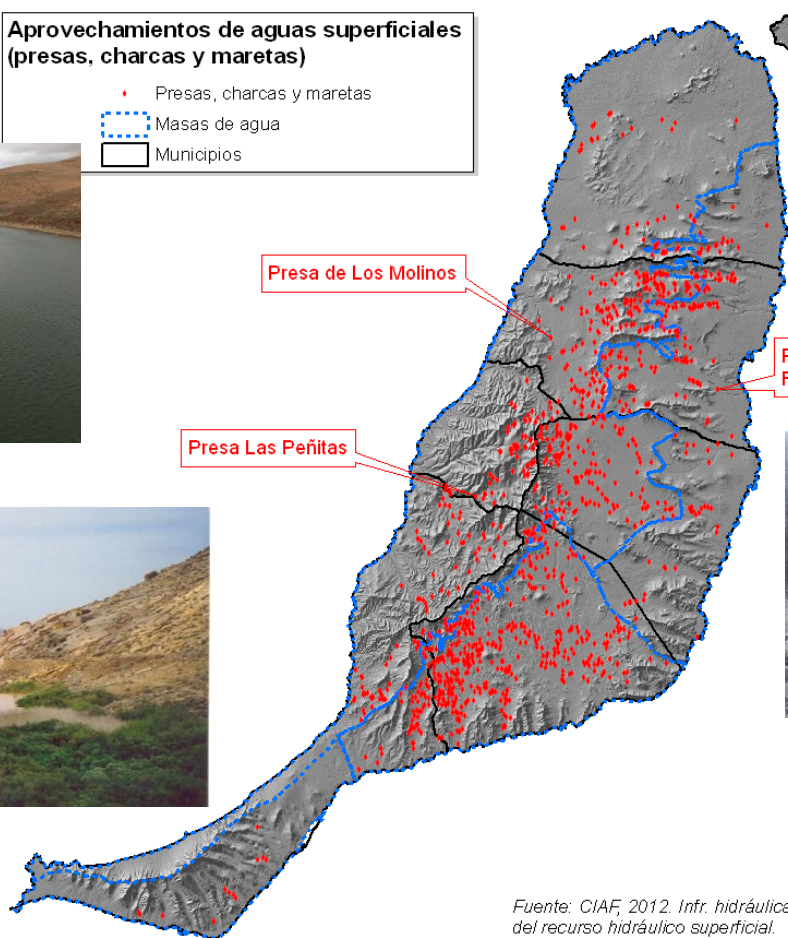 Aprovechamientos de aguas superficiales
(presas, charcas y maretas)
Presas, charcas y maretas
Masas de agua
Municipios
Presa de Los Molinos
Presa Las Peñitas
Fuente: CIAF, 2012. Infr. hidráulica
del recurso hidráulico superficial.